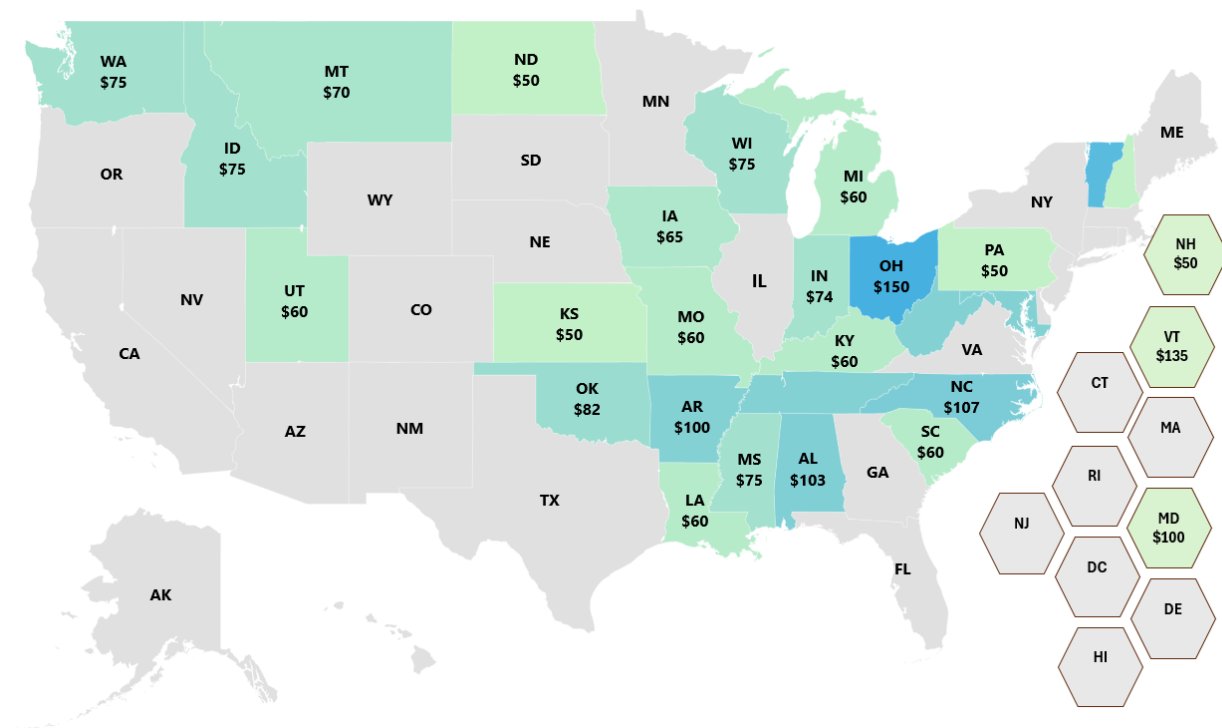 WA
$75
MT
$70
ND
$50
MN
ME
OR
ID
$75
WY
SD
WI
$75
MI
$60
NY
NH
$50
NV
UT
$60
CO
NE
IA
$65
IL
IN
$74
OH
$150
PA
$50
CA
KS
$50
MO
$60
KY
$60
VA
VT
$135
CT
AZ
NM
OK
$82
AR
$100
NC
$107
SC
$60
MA
TX
LA
$60
MS
$75
AL
$103
GA
RI
NJ
MD
$100
AK
FL
DC
DE
HI